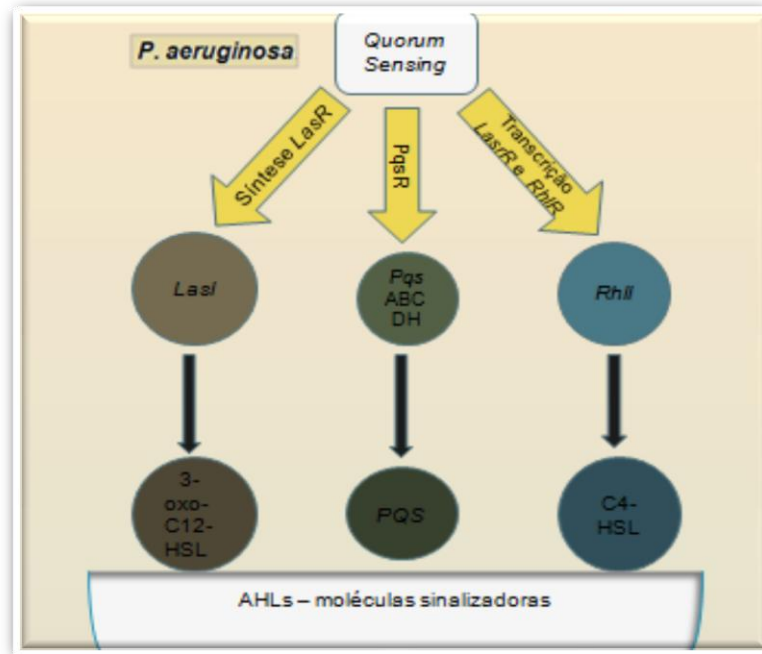 P. aeruginosa
Quorum
Sensing
Síntese LasR
PqsR
Transcrição
LasrR e RhlR
LasI
Pqs
ABC
DH
RhlI
3-
oxo-
C12-
HSL
PQS
C4-
HSL
AHLs – moléculas sinalizadoras